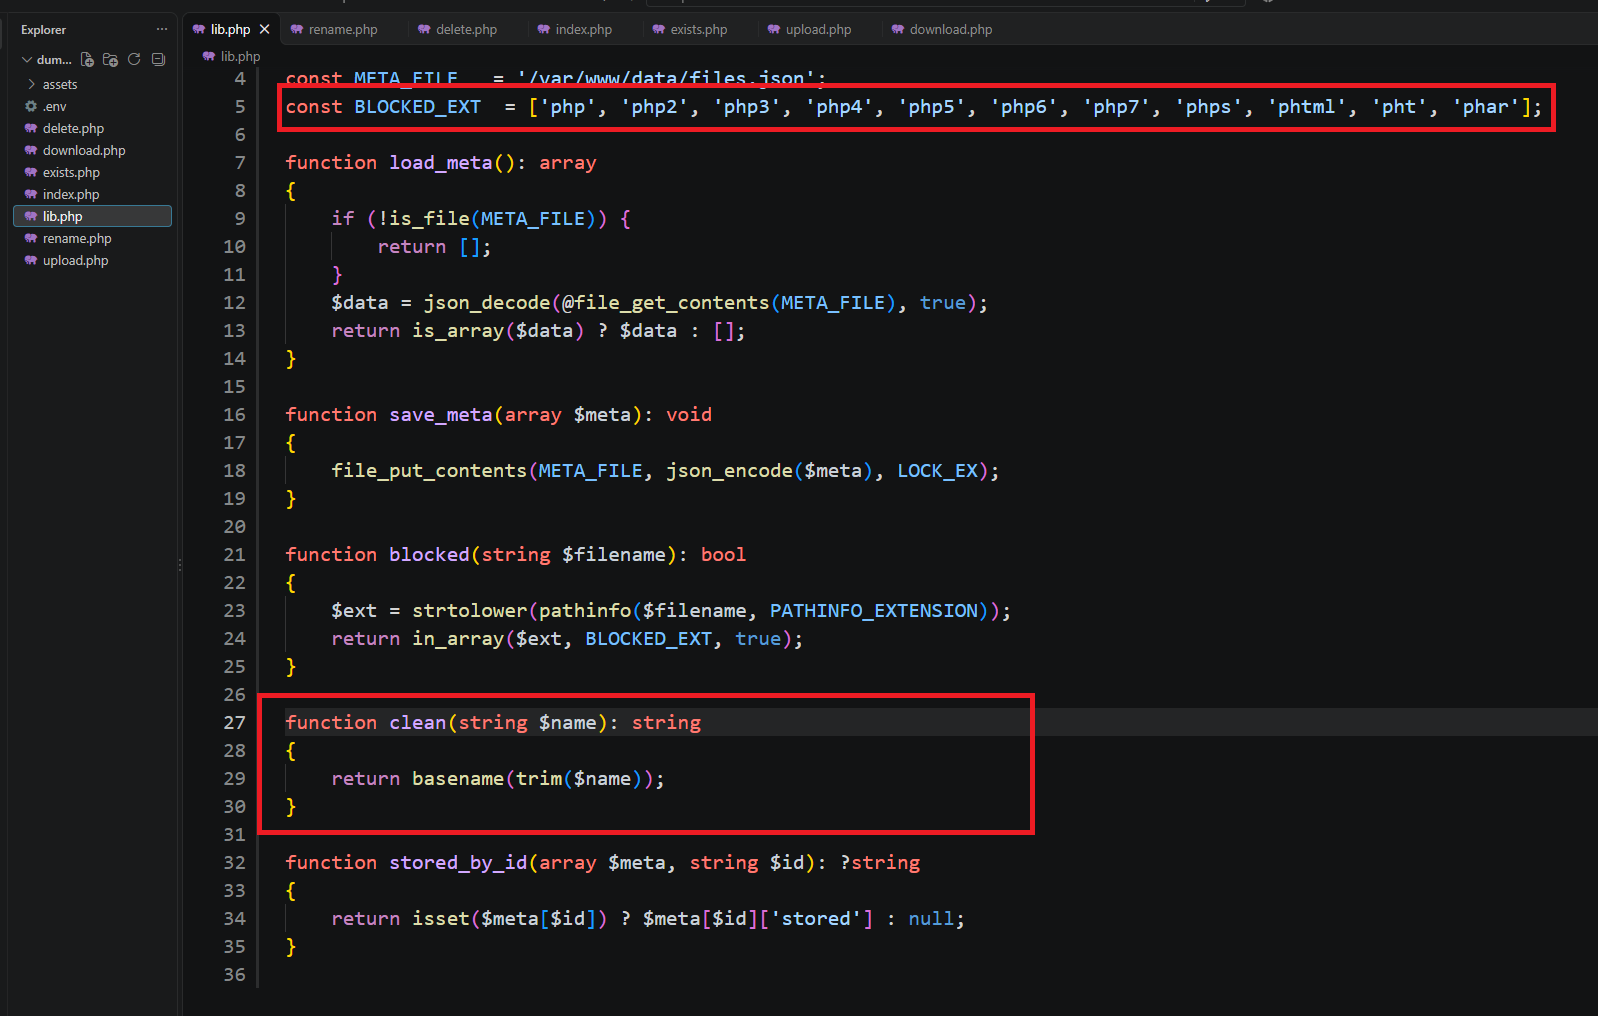 Explorer
dum...
assets
.env
delete.php
download.php
exists.php
index.php
lib.php
rename.php
upload.php
lib.php rename.php delete.php index.php exists.php upload.php download.php
lib.php
4 const META_FILE = '/var/www/data/files.json';
5 const BLOCKED_EXT = ['php', 'php2', 'php3', 'php4', 'php5', 'php6', 'php7', 'phps', 'phtml', 'pht', 'phar'];
6
7 function load_meta(): array
8 {
9 if (!is_file(META_FILE)) {
10 return [];
11 }
12 $data = json_decode(@file_get_contents(META_FILE), true);
13 return is_array($data) ? $data : [];
14 }
15
16 function save_meta(array $meta): void
17 {
18 file_put_contents(META_FILE, json_encode($meta), LOCK_EX);
19 }
20
21 function blocked(string $filename): bool
22 {
23 $ext = strtolower(pathinfo($filename, PATHINFO_EXTENSION));
24 return in_array($ext, BLOCKED_EXT, true);
25 }
26
27 function clean(string $name): string
28 {
29 return basename(trim($name));
30 }
31
32 function stored_by_id(array $meta, string $id): ?string
33 {
34 return isset($meta[$id]) ? $meta[$id]['stored'] : null;
35 }
36